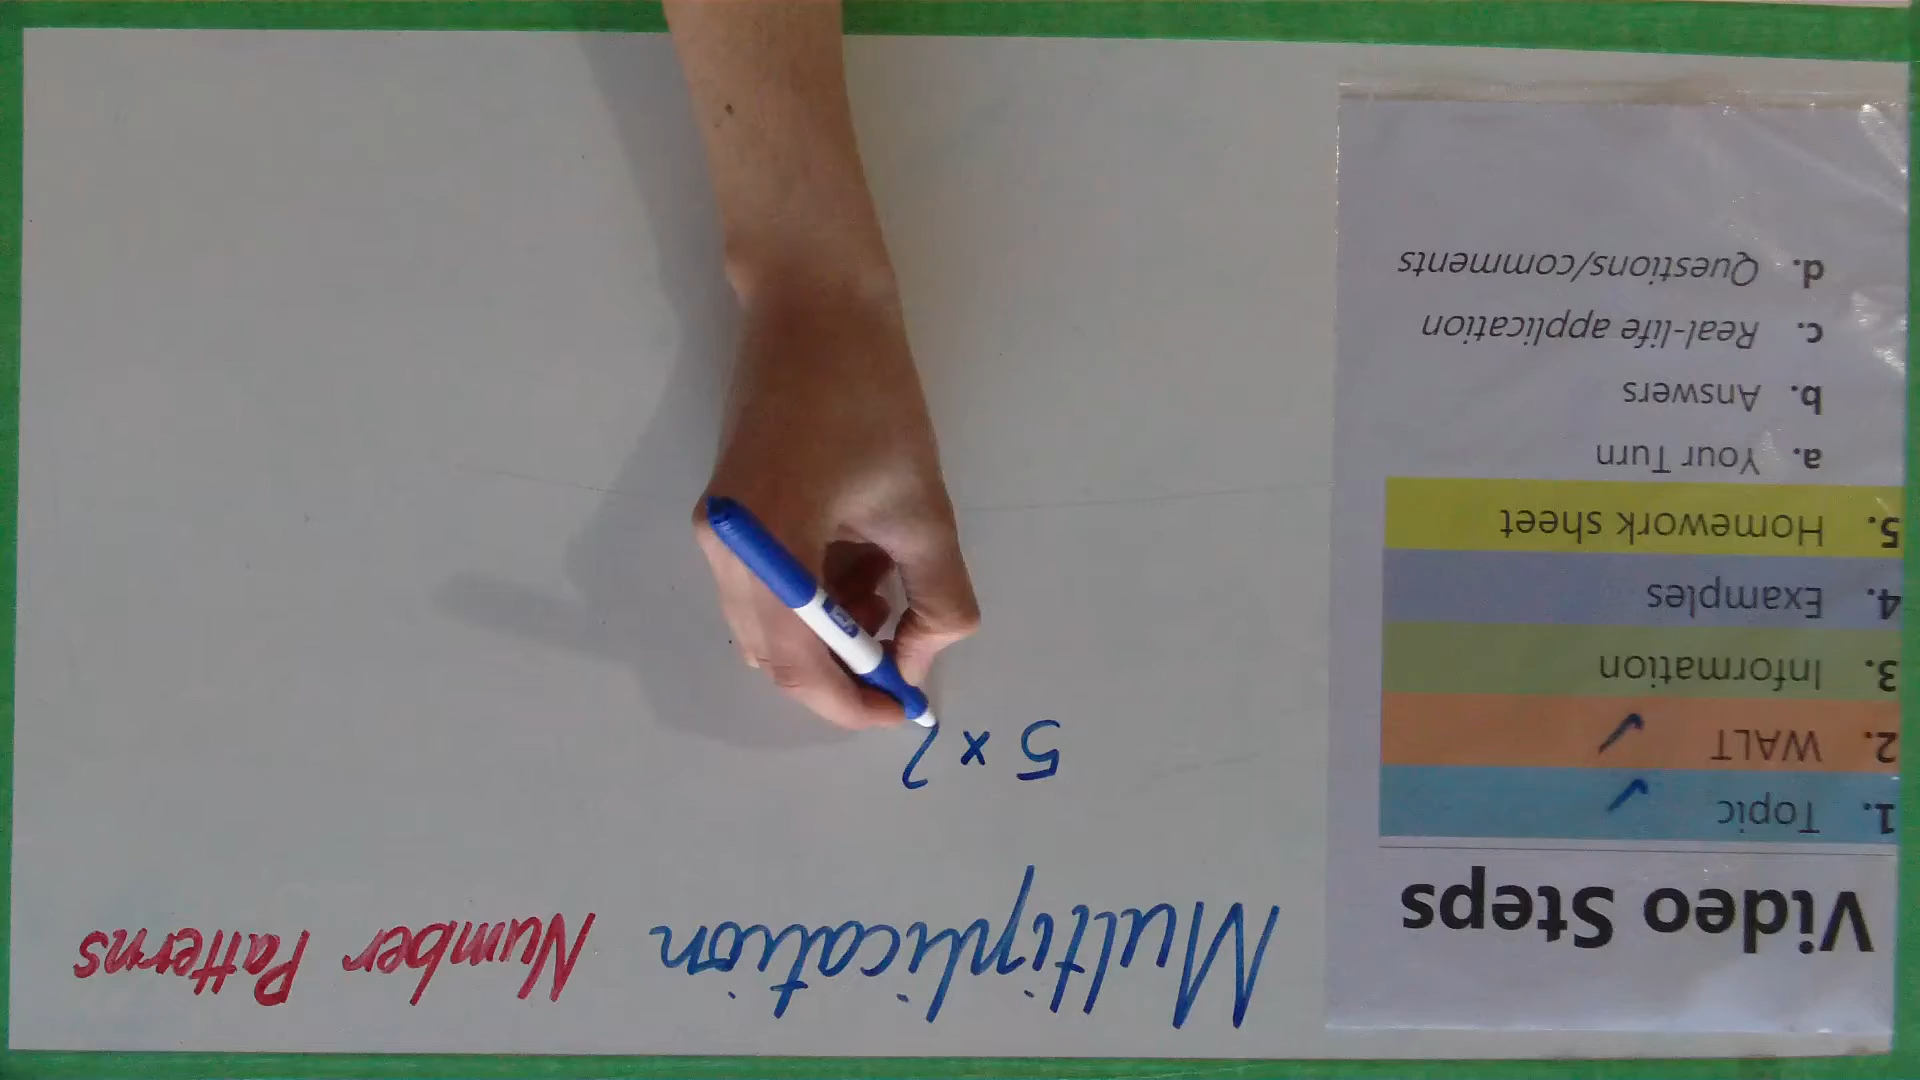 Video Steps
1. Topic ✓
2. WALT ✓
3. Information
4. Examples
5. Homework sheet
a. Your Turn
b. Answers
c. Real-life application
d. Questions/comments
Multiplication Number Patterns
5 ×